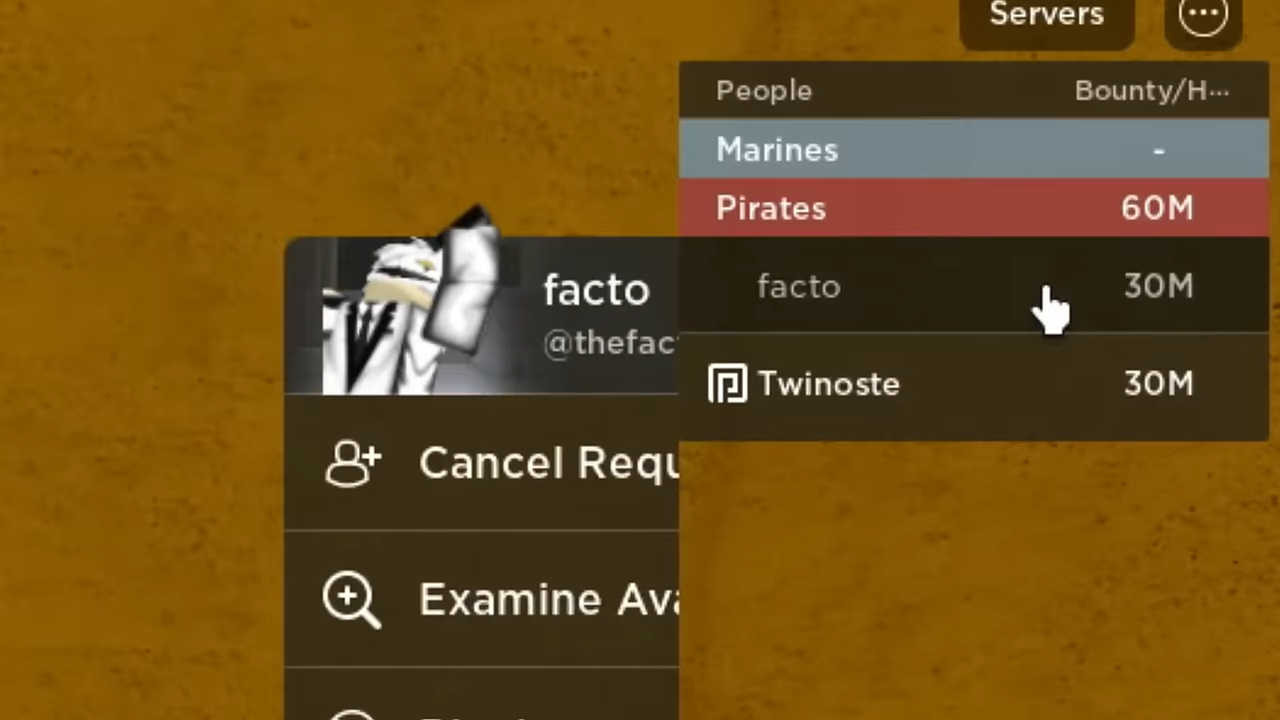 Servers
People Bounty/H...
Marines -
Pirates 60M
facto 30M
Twinoste 30M
facto
@thefac
Cancel Requ
Examine Ava